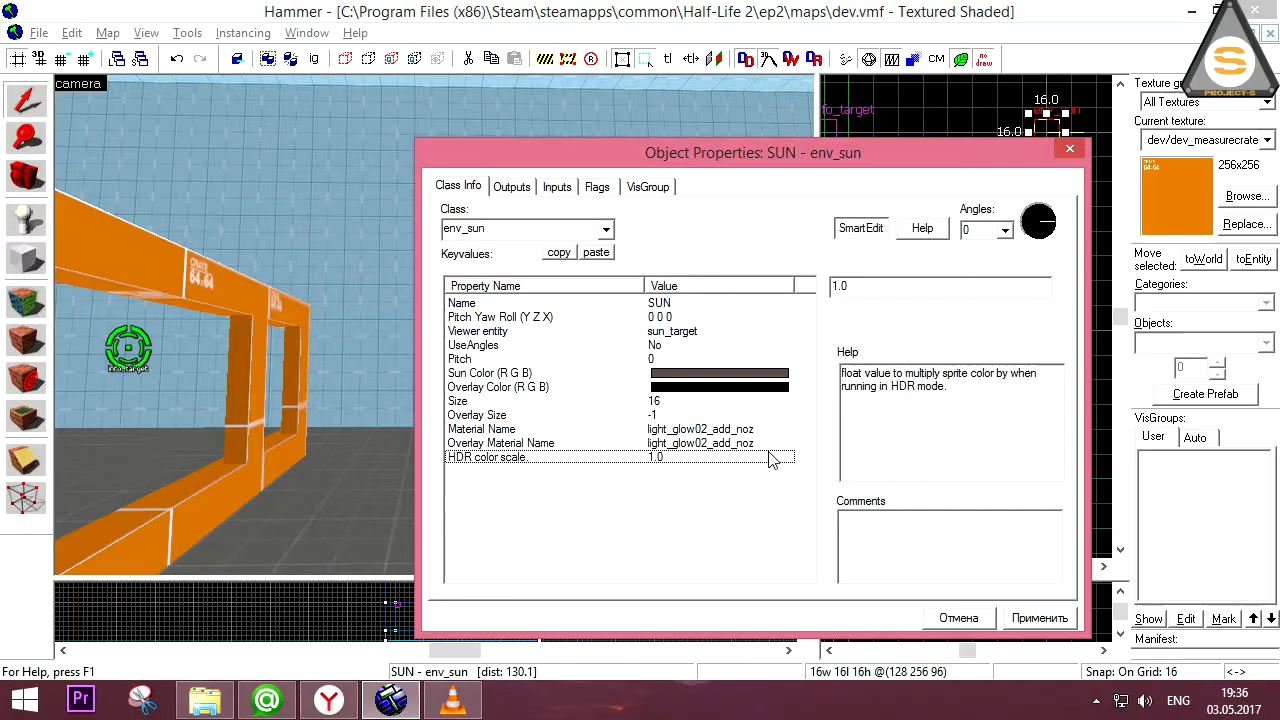 Hammer - [C:\Program Files (x86)\Steam\steamapps\common\Half-Life 2\ep2\maps\dev.vmf - Textured Shaded]
File Edit Map View Tools Instancing Window Help
PROJECT-S
camera
info_target
16.0
16.0
Texture gro
All Textures
Current texture:
dev/dev_measurecrate
256x256
Browse...
Replace...
Move selected:
toWorld
toEntity
Categories:
Objects:
0
Create Prefab
VisGroups:
User
Auto
Show
Edit
Mark
Manifest:
Object Properties: SUN - env_sun
Class Info Outputs Inputs Flags VisGroup
Class:
env_sun
SmartEdit
Help
Angles:
0
Keyvalues:
copy
paste
Property Name Value
Name SUN
Pitch Yaw Roll (Y Z X) 0 0 0
Viewer entity sun_target
UseAngles No
Pitch 0
Sun Color (R G B)
Overlay Color (R G B)
Size 16
Overlay Size -1
Material Name light_glow02_add_noz
Overlay Material Name light_glow02_add_noz
HDR color scale. 1.0
1.0
Help
float value to multiply sprite color by when
running in HDR mode.
Comments
Отмена
Применить
CRATE
64.64
info_target
For Help, press F1
SUN - env_sun [dist: 130.1]
16w 16l 16h @(128 256 96)
Snap: On Grid: 16
<->
Pr
ENG
19:36
03.05.2017